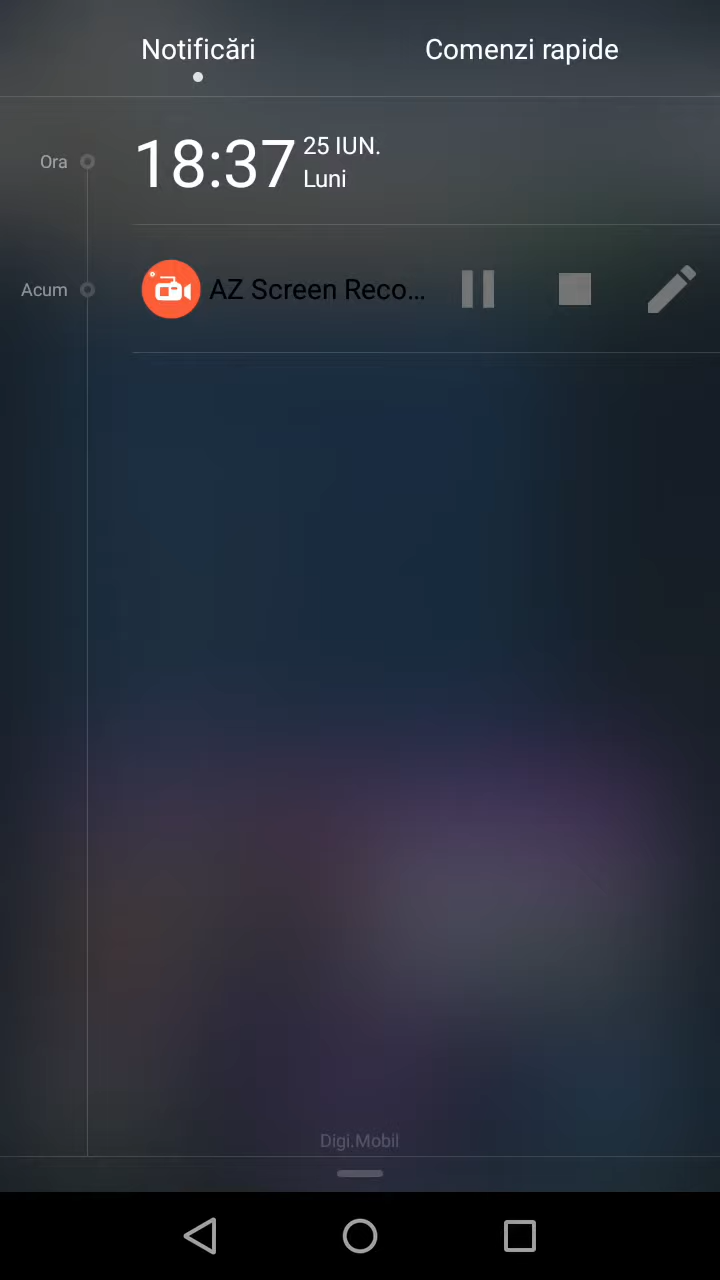 Notificări
Comenzi rapide
Ora
18:37
25 IUN.
Luni
Acum
AZ Screen Reco...
Digi.Mobil